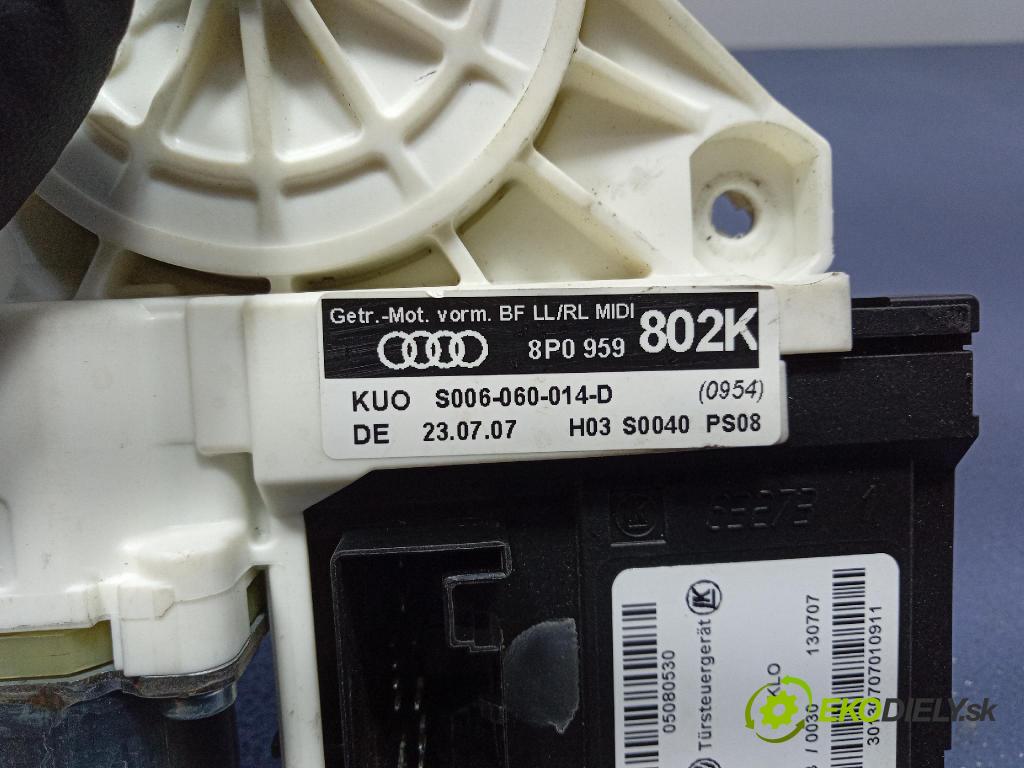 Getr.-Mot. vorm. BF LL/RL MIDI
8P0 959 802K
KUO S006-060-014-D (0954)
DE 23.07.07 H03 S0040 PS08
05080530
Türsteuergerät
/ 0030 KLO 130707
EKODIELY.sk